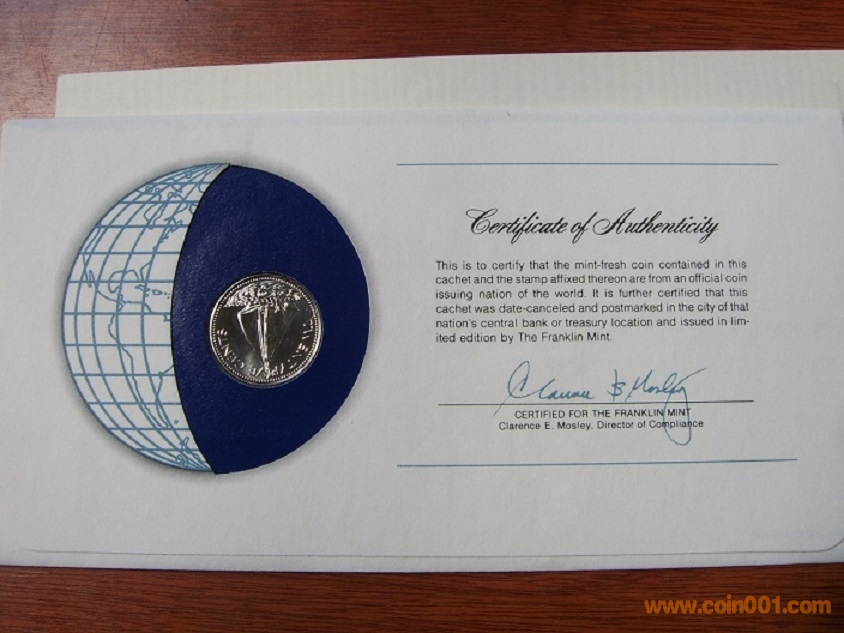 Certificate of Authenticity
This is to certify that the mint-fresh coin contained in this
cachet and the stamp affixed thereon are from an official coin
issuing nation of the world. It is further certified that this
cachet was date-canceled and postmarked in the city of that
nation's central bank or treasury location and issued in lim-
ited edition by The Franklin Mint.
CERTIFIED FOR THE FRANKLIN MINT
Clarence E. Mosley, Director of Compliance
CENTS
www.coin001.com